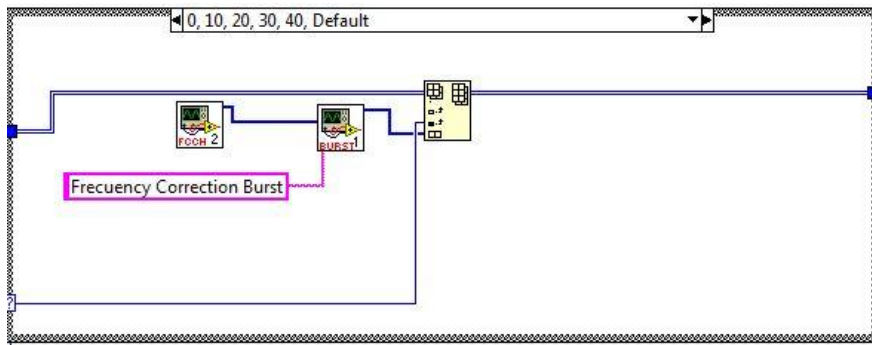 0, 10, 20, 30, 40, Default
FCCH 2
BURST 1
Frecuency Correction Burst
?